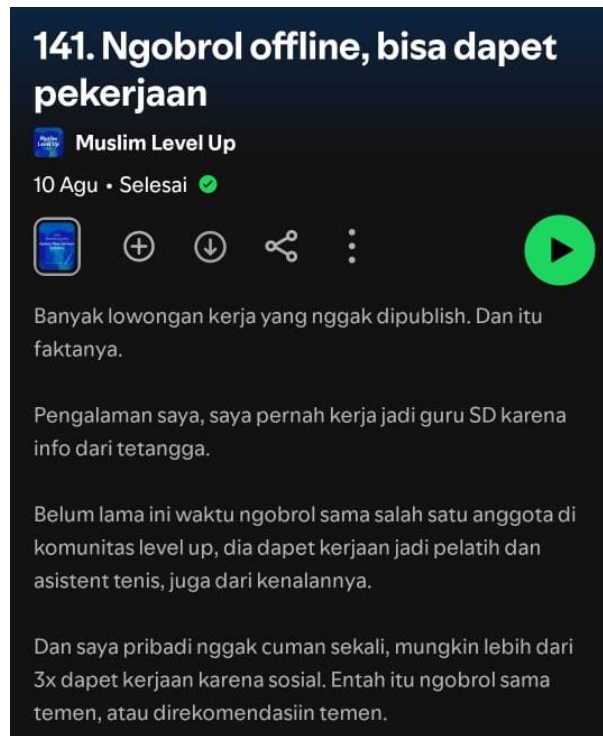 141. Ngobrol offline, bisa dapet
pekerjaan
Muslim Level Up
10 Agu • Selesai
Banyak lowongan kerja yang nggak dipublish. Dan itu
faktanya.
Pengalaman saya, saya pernah kerja jadi guru SD karena
info dari tetangga.
Belum lama ini waktu ngobrol sama salah satu anggota di
komunitas level up, dia dapet kerjaan jadi pelatih dan
asistent tenis, juga dari kenalannya.
Dan saya pribadi nggak cuman sekali, mungkin lebih dari
3x dapet kerjaan karena sosial. Entah itu ngobrol sama
temen, atau direkomendasiin temen.